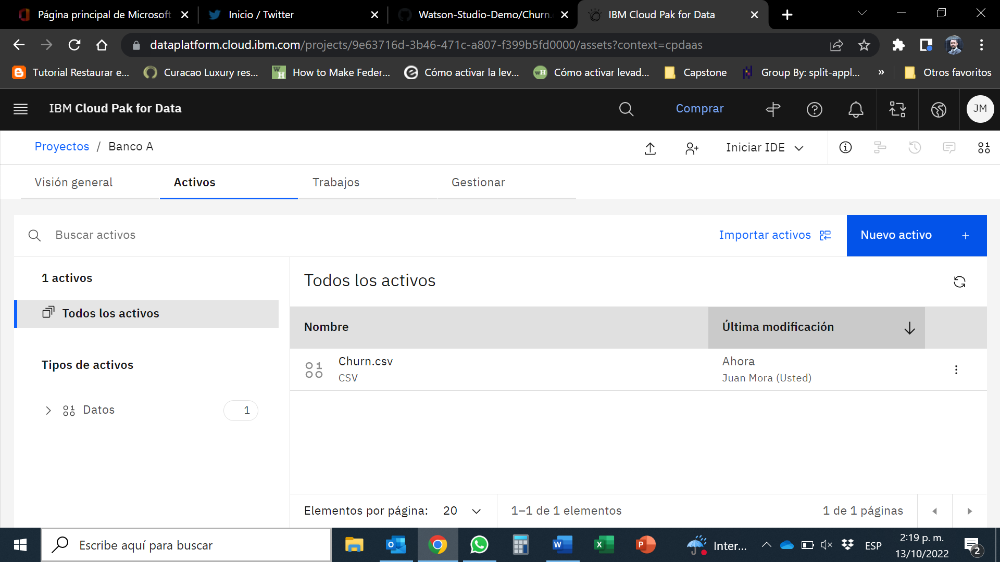 Página principal de Microsoft
Inicio / Twitter
Watson-Studio-Demo/Churn.
IBM Cloud Pak for Data
dataplatform.cloud.ibm.com/projects/9e63716d-3b46-471c-a807-f399b5fd0000/assets?context=cpdaas
Tutorial Restaurar e...
Curacao Luxury res...
How to Make Feder...
Cómo activar la lev...
Cómo activar levad...
Capstone
Group By: split-appl...
»
Otros favoritos
IBM Cloud Pak for Data
Comprar
JM
Proyectos / Banco A
Iniciar IDE
Visión general
Activos
Trabajos
Gestionar
Buscar activos
Importar activos
Nuevo activo +
1 activos
Todos los activos
Todos los activos
Nombre
Última modificación
Churn.csv
CSV
Ahora
Juan Mora (Usted)
Tipos de activos
Datos
1
Elementos por página: 20
1–1 de 1 elementos
1 de 1 páginas
Escribe aquí para buscar
Inter...
ESP
2:19 p. m.
13/10/2022
2